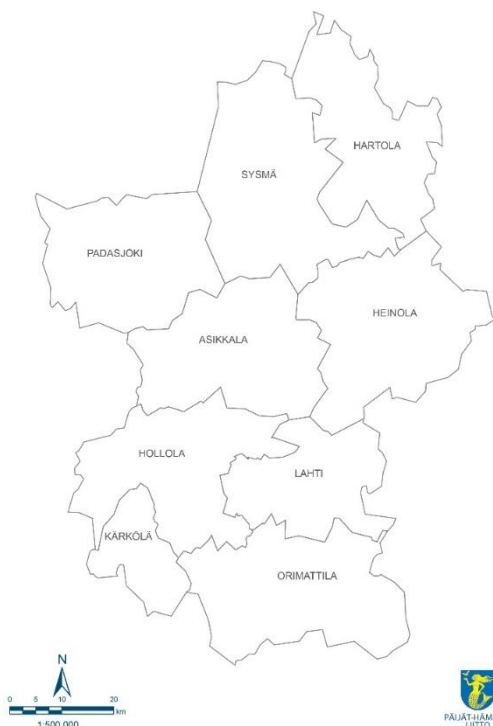 HARTOLA
SYSMÄ
PADASJOKI
HEINOLA
ASIKKALA
HOLLOLA
LAHTI
KÄRKÖLÄ
ORIMATTILA
N
0 5 10 20
km
1:500 000
PÄIJÄT-HÄM
LIITTO